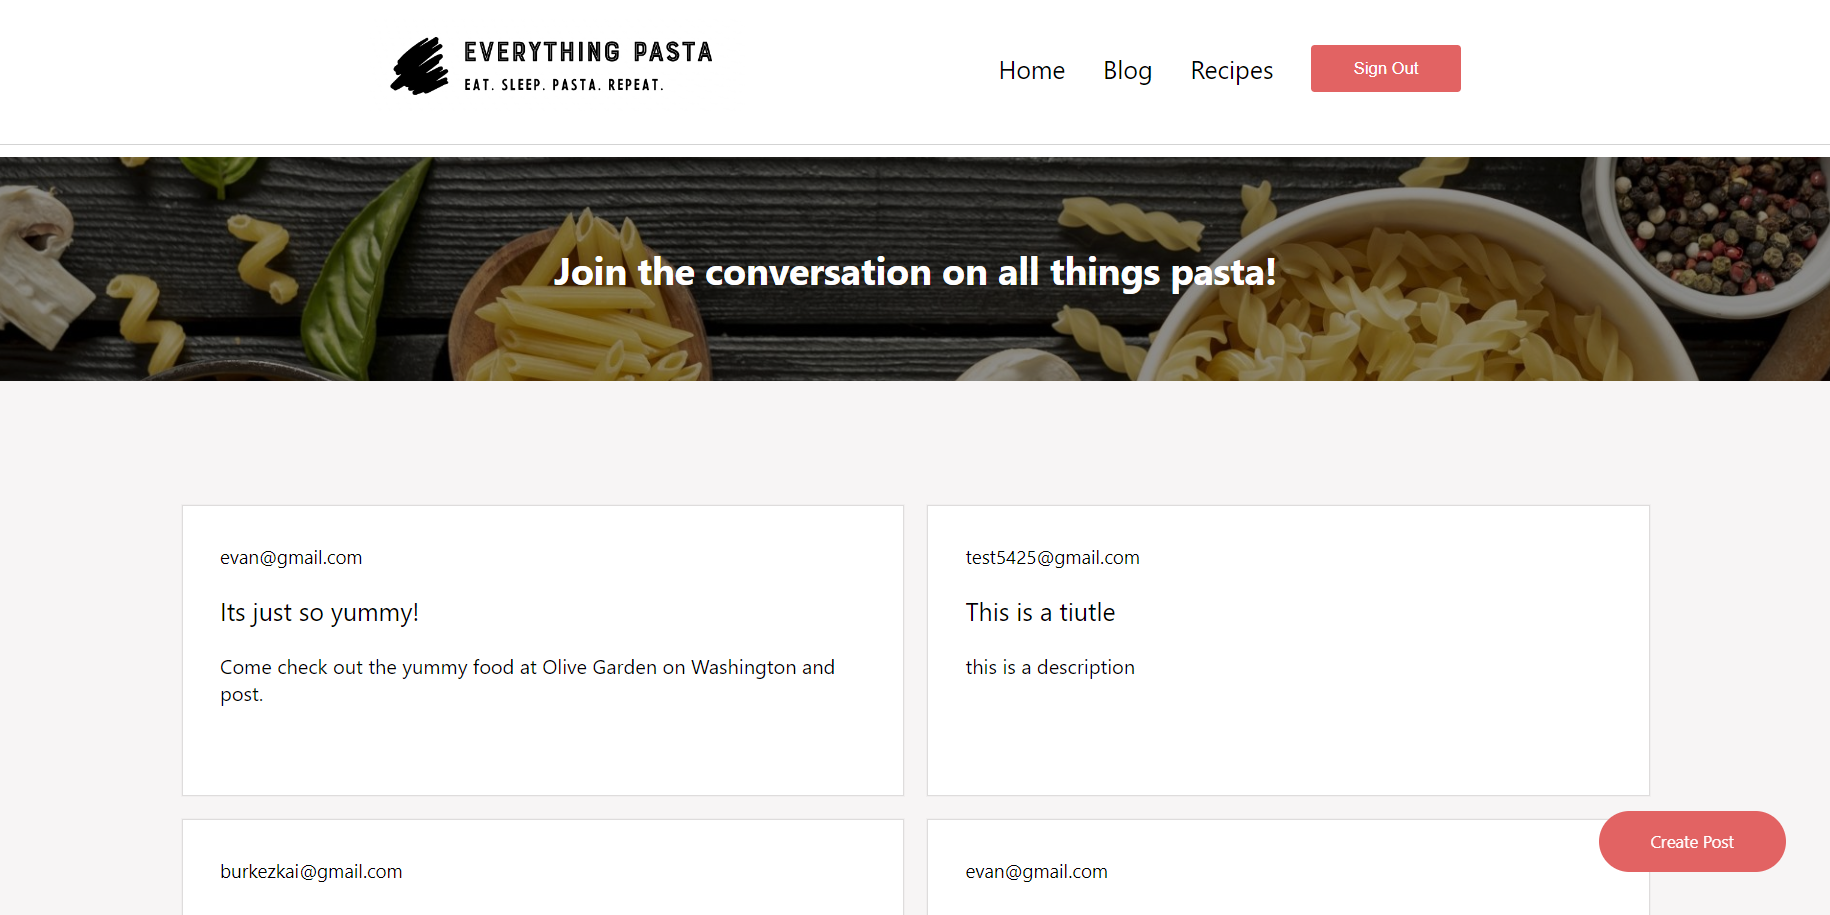 EVERYTHING PASTA
EAT. SLEEP. PASTA. REPEAT.
Home
Blog
Recipes
Sign Out
Join the conversation on all things pasta!
evan@gmail.com
Its just so yummy!
Come check out the yummy food at Olive Garden on Washington and
post.
test5425@gmail.com
This is a tiutle
this is a description
burkezkai@gmail.com
evan@gmail.com
Create Post